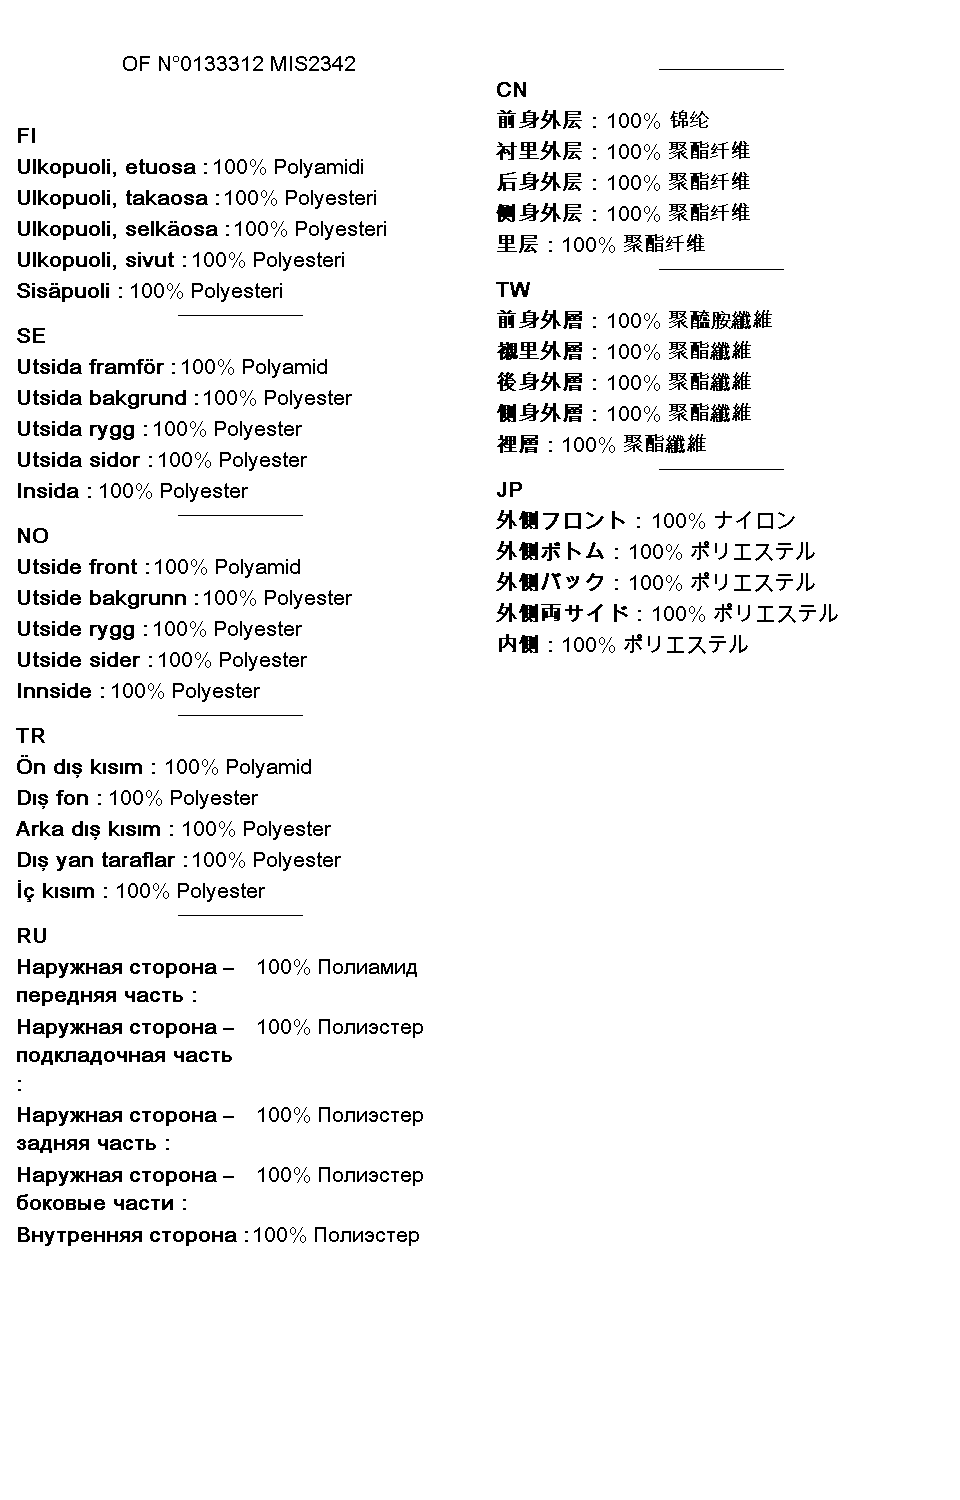 OF N°0133312 MIS2342
FI
Ulkopuoli, etuosa : 100% Polyamidi
Ulkopuoli, takaosa : 100% Polyesteri
Ulkopuoli, selkäosa : 100% Polyesteri
Ulkopuoli, sivut : 100% Polyesteri
Sisäpuoli : 100% Polyesteri
SE
Utsida framför : 100% Polyamid
Utsida bakgrund : 100% Polyester
Utsida rygg : 100% Polyester
Utsida sidor : 100% Polyester
Insida : 100% Polyester
NO
Utside front : 100% Polyamid
Utside bakgrunn : 100% Polyester
Utside rygg : 100% Polyester
Utside sider : 100% Polyester
Innside : 100% Polyester
TR
Ön dış kısım : 100% Polyamid
Dış fon : 100% Polyester
Arka dış kısım : 100% Polyester
Dış yan taraflar : 100% Polyester
İç kısım : 100% Polyester
RU
Наружная сторона – 100% Полиамид
передняя часть :
Наружная сторона – 100% Полиэстер
подкладочная часть
:
Наружная сторона – 100% Полиэстер
задняя часть :
Наружная сторона – 100% Полиэстер
боковые части :
Внутренняя сторона : 100% Полиэстер
CN
前身外层 : 100% 锦纶
衬里外层 : 100% 聚酯纤维
后身外层 : 100% 聚酯纤维
侧身外层 : 100% 聚酯纤维
里层 : 100% 聚酯纤维
TW
前身外層 : 100% 聚醯胺纖維
襯里外層 : 100% 聚酯纖維
後身外層 : 100% 聚酯纖維
側身外層 : 100% 聚酯纖維
裡層 : 100% 聚酯纖維
JP
外側フロント : 100% ナイロン
外側ボトム : 100% ポリエステル
外側バック : 100% ポリエステル
外側両サイド : 100% ポリエステル
内側 : 100% ポリエステル